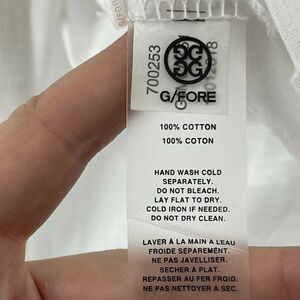 700253
G/FORE
100% COTTON
100% COTON
HAND WASH COLD
SEPARATELY.
DO NOT BLEACH.
LAY FLAT TO DRY.
COLD IRON IF NEEDED.
DO NOT DRY CLEAN.
LAVER À LA MAIN A LEAU
FROIDE SÉPARÉMENT.
NE PAS JAVELLISER.
SECHER A PLAT.
REPASSER AU FER FROID.
NE PAS NETTOYER À SEC.